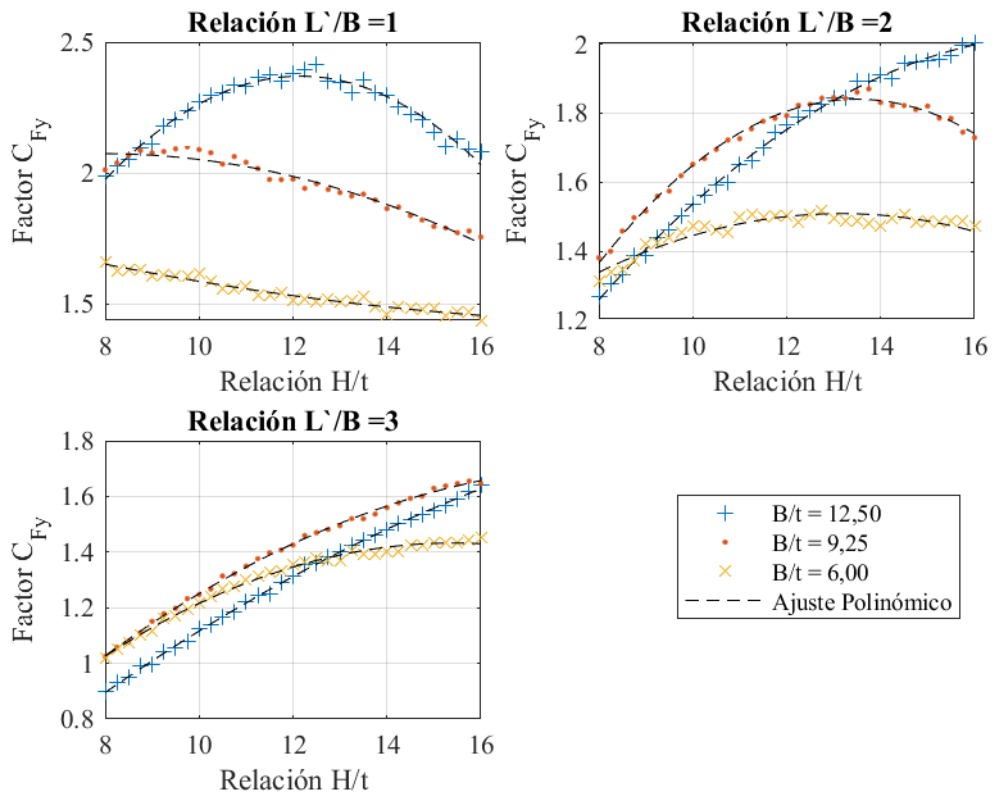 Relación L`/B =1
Factor C_Fy
2.5
2
1.5
8
10
12
14
16
Relación H/t
Relación L`/B =2
Factor C_Fy
2
1.8
1.6
1.4
1.2
8
10
12
14
16
Relación H/t
Relación L`/B =3
Factor C_Fy
1.8
1.6
1.4
1.2
1
0.8
8
10
12
14
16
Relación H/t
B/t = 12,50
B/t = 9,25
B/t = 6,00
Ajuste Polinómico